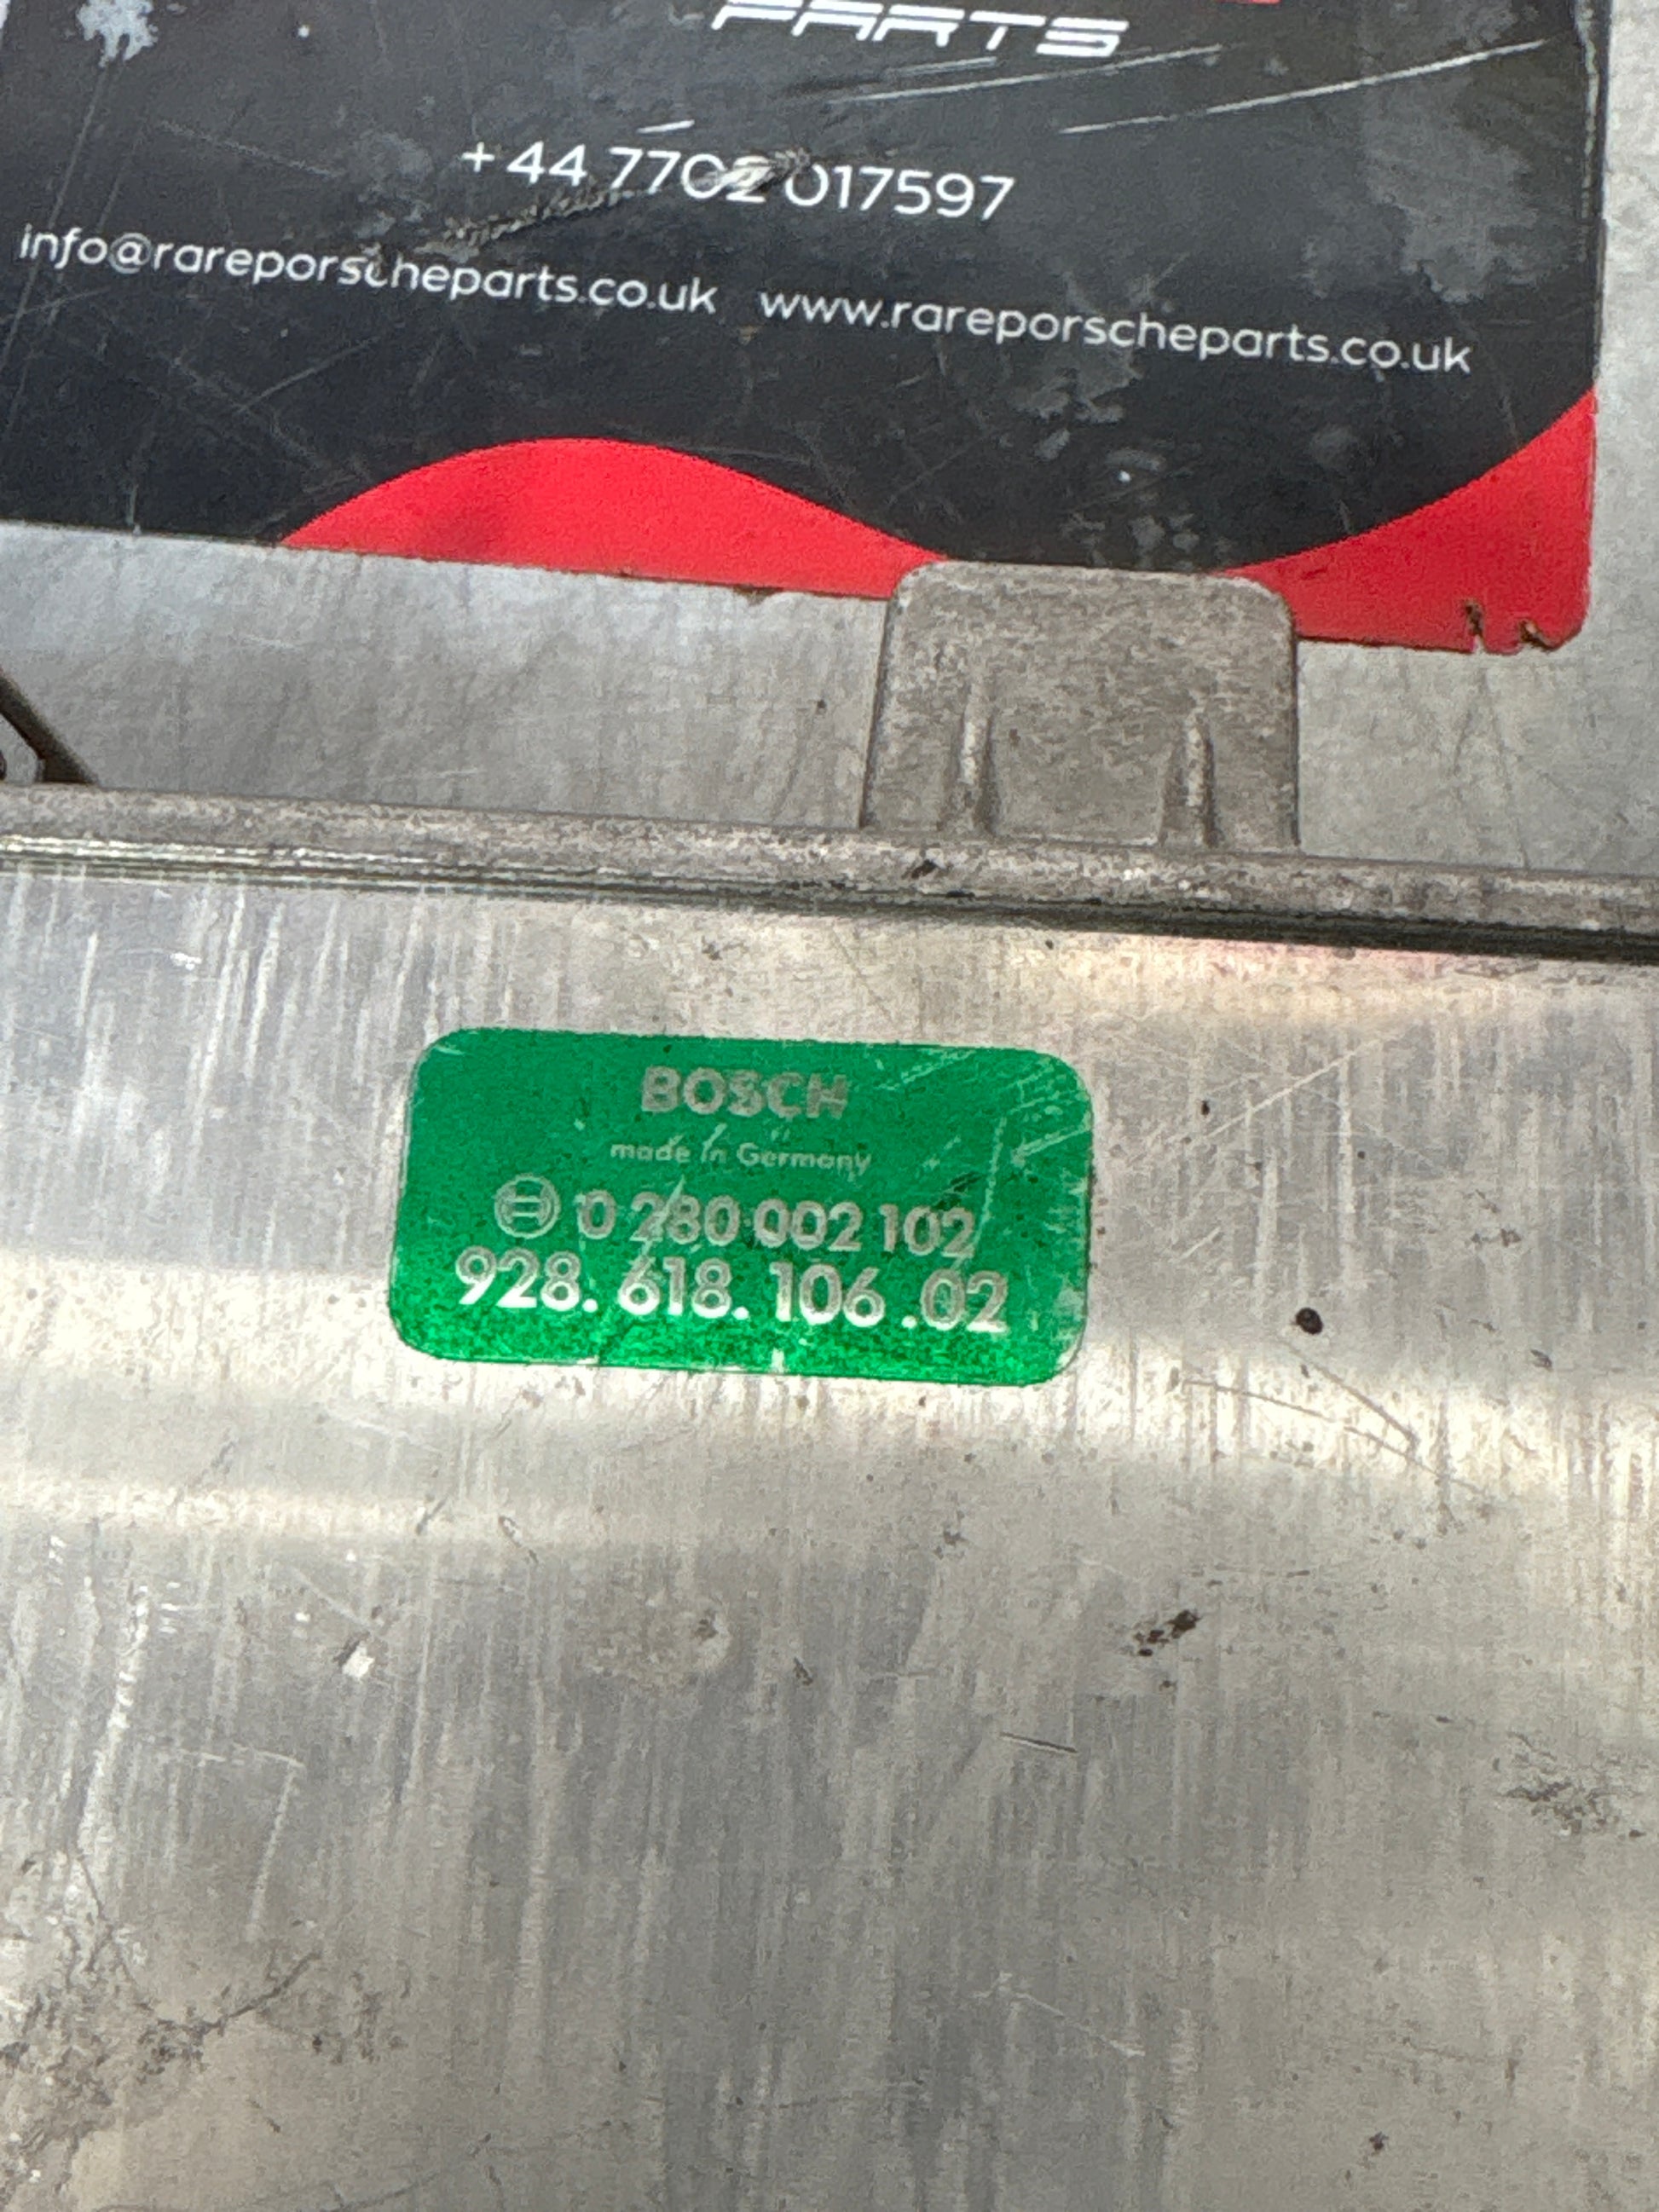 PARTS
+44 7702 017597
info@rareporscheparts.co.uk www.rareporscheparts.co.uk
BOSCH
made in Germany
0 280 002 102
928. 618. 106 .02